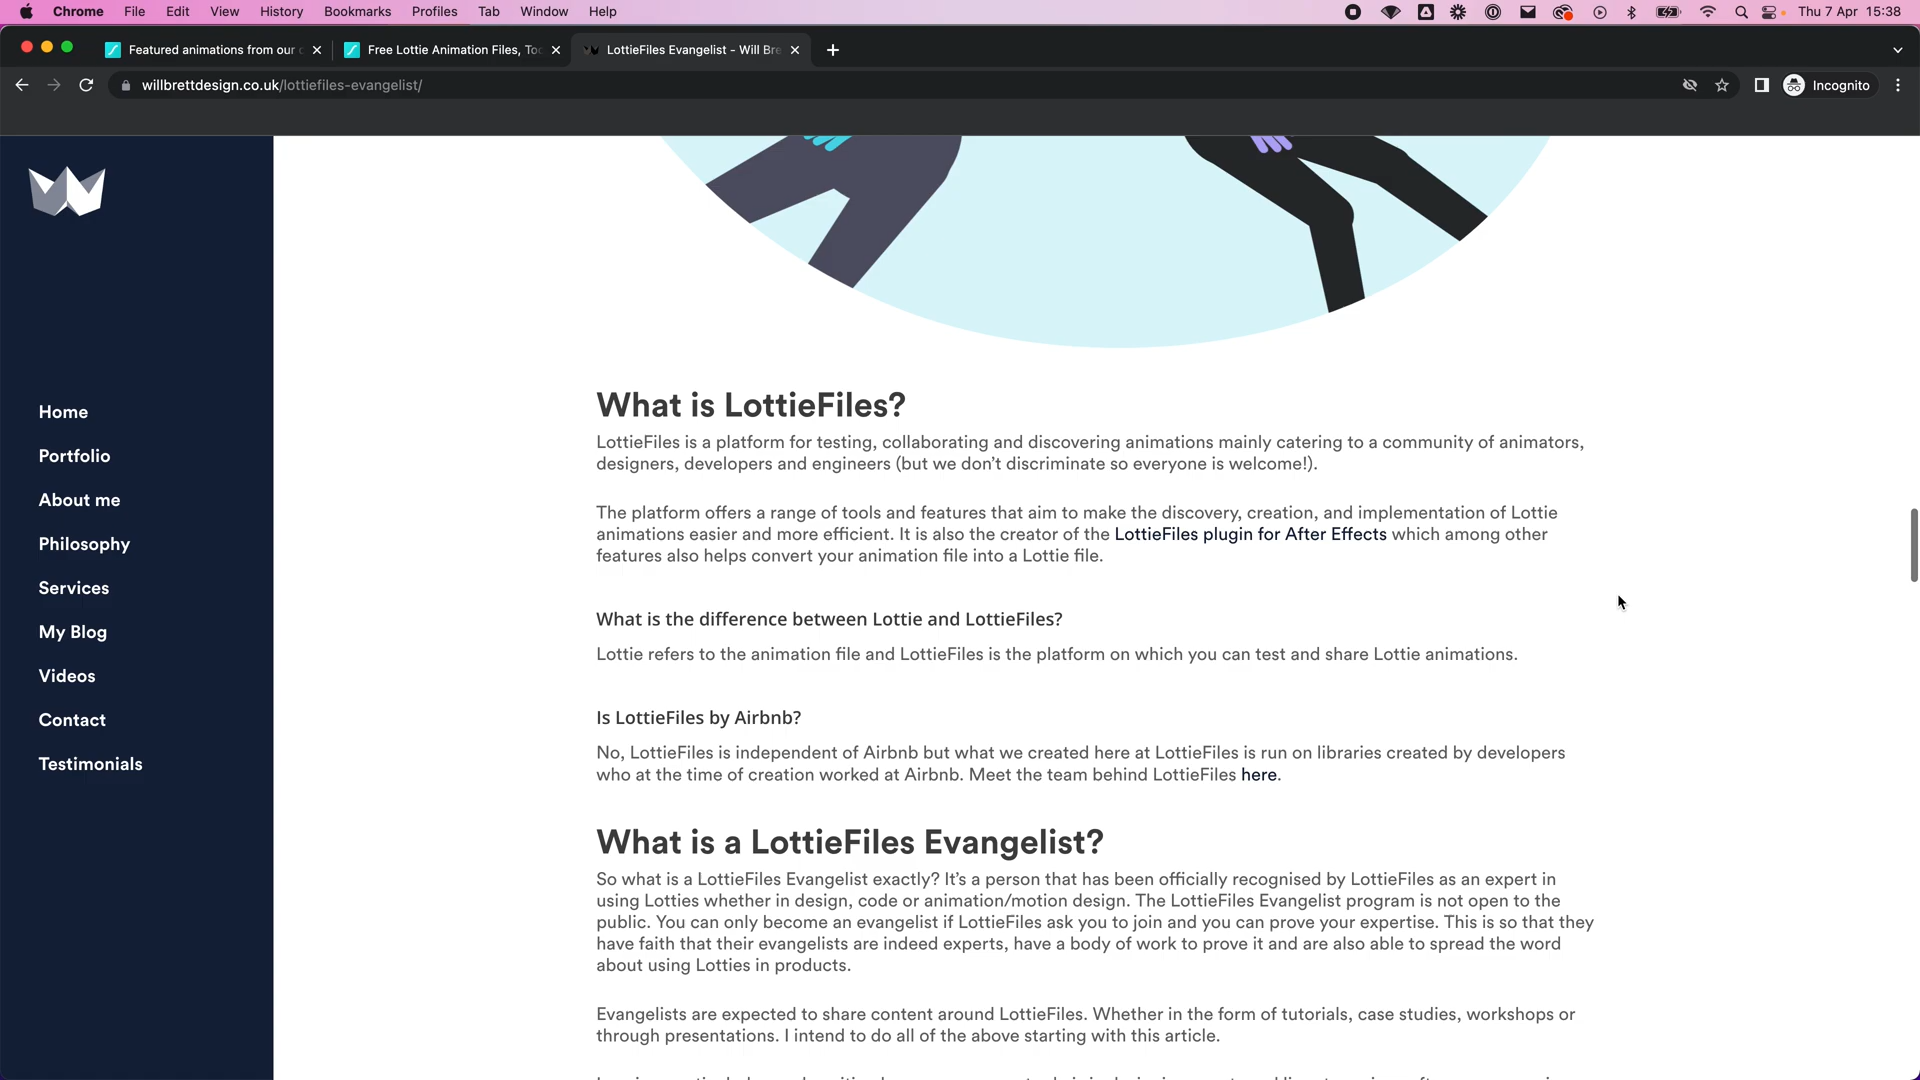 Chrome File Edit View History Bookmarks Profiles Tab Window Help Thu 7 Apr 15:38
Featured animations from our Free Lottie Animation Files, LottieFiles Evangelist - Will
willbrettdesign.co.uk/lottiefiles-evangelist/ Incognito
Home
Portfolio
About me
Philosophy
Services
My Blog
Videos
Contact
Testimonials
What is LottieFiles?
LottieFiles is a platform for testing, collaborating and discovering animations mainly catering to a community of animators,
designers, developers and engineers (but we don’t discriminate so everyone is welcome!).
The platform offers a range of tools and features that aim to make the discovery, creation, and implementation of Lottie
animations easier and more efficient. It is also the creator of the LottieFiles plugin for After Effects which among other
features also helps convert your animation file into a Lottie file.
What is the difference between Lottie and LottieFiles?
Lottie refers to the animation file and LottieFiles is the platform on which you can test and share Lottie animations.
Is LottieFiles by Airbnb?
No, LottieFiles is independent of Airbnb but what we created here at LottieFiles is run on libraries created by developers
who at the time of creation worked at Airbnb. Meet the team behind LottieFiles here.
What is a LottieFiles Evangelist?
So what is a LottieFiles Evangelist exactly? It’s a person that has been officially recognised by LottieFiles as an expert in
using Lotties whether in design, code or animation/motion design. The LottieFiles Evangelist program is not open to the
public. You can only become an evangelist if LottieFiles ask you to join and you can prove your expertise. This is so that they
have faith that their evangelists are indeed experts, have a body of work to prove it and are also able to spread the word
about using Lotties in products.
Evangelists are expected to share content around LottieFiles. Whether in the form of tutorials, case studies, workshops or
through presentations. I intend to do all of the above starting with this article.